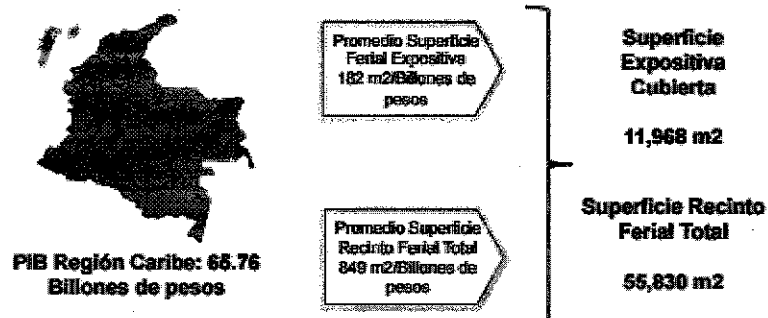 Promedio Superficie
Ferial Expositiva
182 m2/Billones de
pesos
Superficie
Expositiva
Cubierta
11,968 m2
PIB Región Caribe: 65.76
Billones de pesos
Promedio Superficie
Recinto Ferial Total
849 m2/Billones de
pesos
Superficie Recinto
Ferial Total
55,830 m2